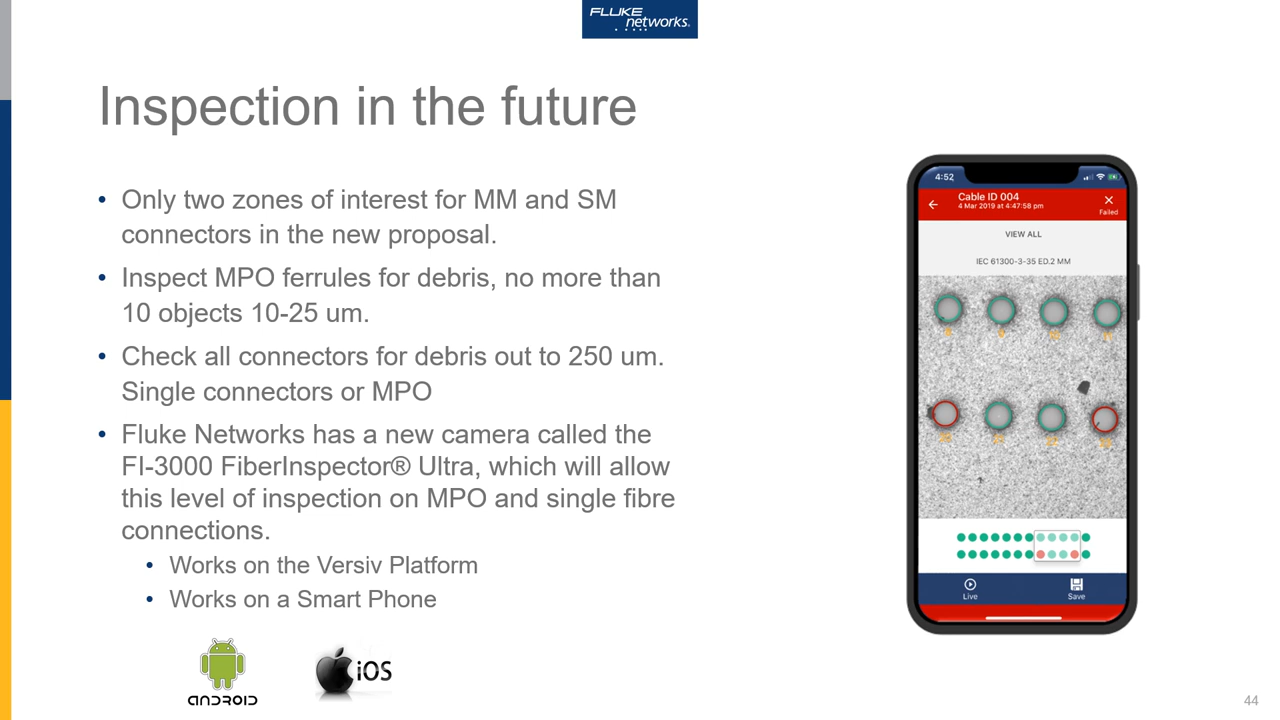 FLUKE
networks®
Inspection in the future
• Only two zones of interest for MM and SM
connectors in the new proposal.
• Inspect MPO ferrules for debris, no more than
10 objects 10-25 um.
• Check all connectors for debris out to 250 um.
Single connectors or MPO
• Fluke Networks has a new camera called the
FI-3000 FiberInspector® Ultra, which will allow
this level of inspection on MPO and single fibre
connections.
• Works on the Versiv Platform
• Works on a Smart Phone
ANDROID
iOS
4:52
Cable ID 004
4 Mar 2019 at 4:47:58 pm
Failed
VIEW ALL
IEC 61300-3-35 ED.2 MM
Live
Save
44